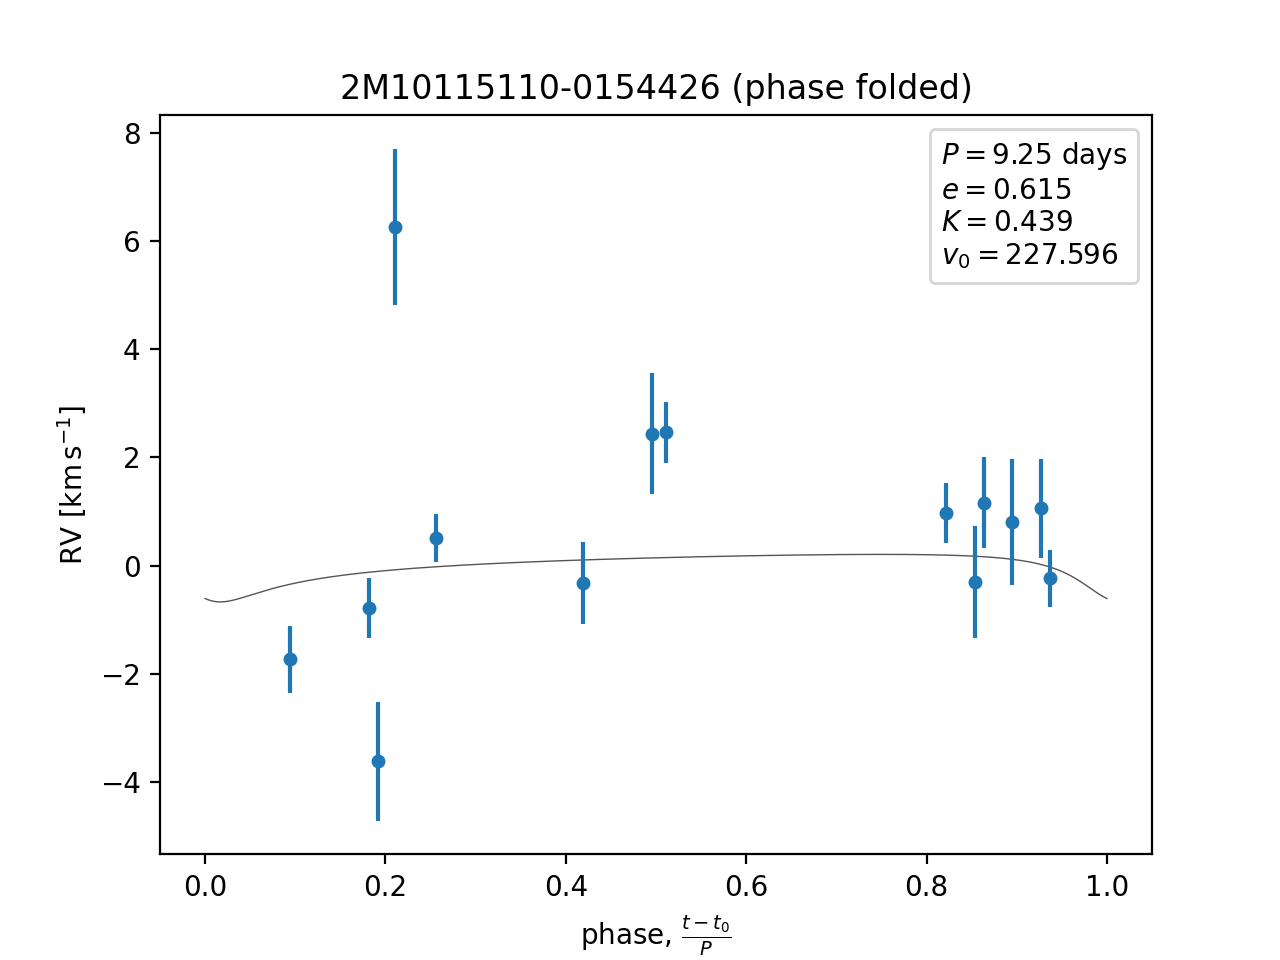 2M10115110-0154426 (phase folded)
P = 9.25 days
e = 0.615
K = 0.439
v₀ = 227.596
8
6
4
2
0
−2
−4
RV [km s⁻¹]
0.0 0.2 0.4 0.6 0.8 1.0
phase, (t − t₀)/P